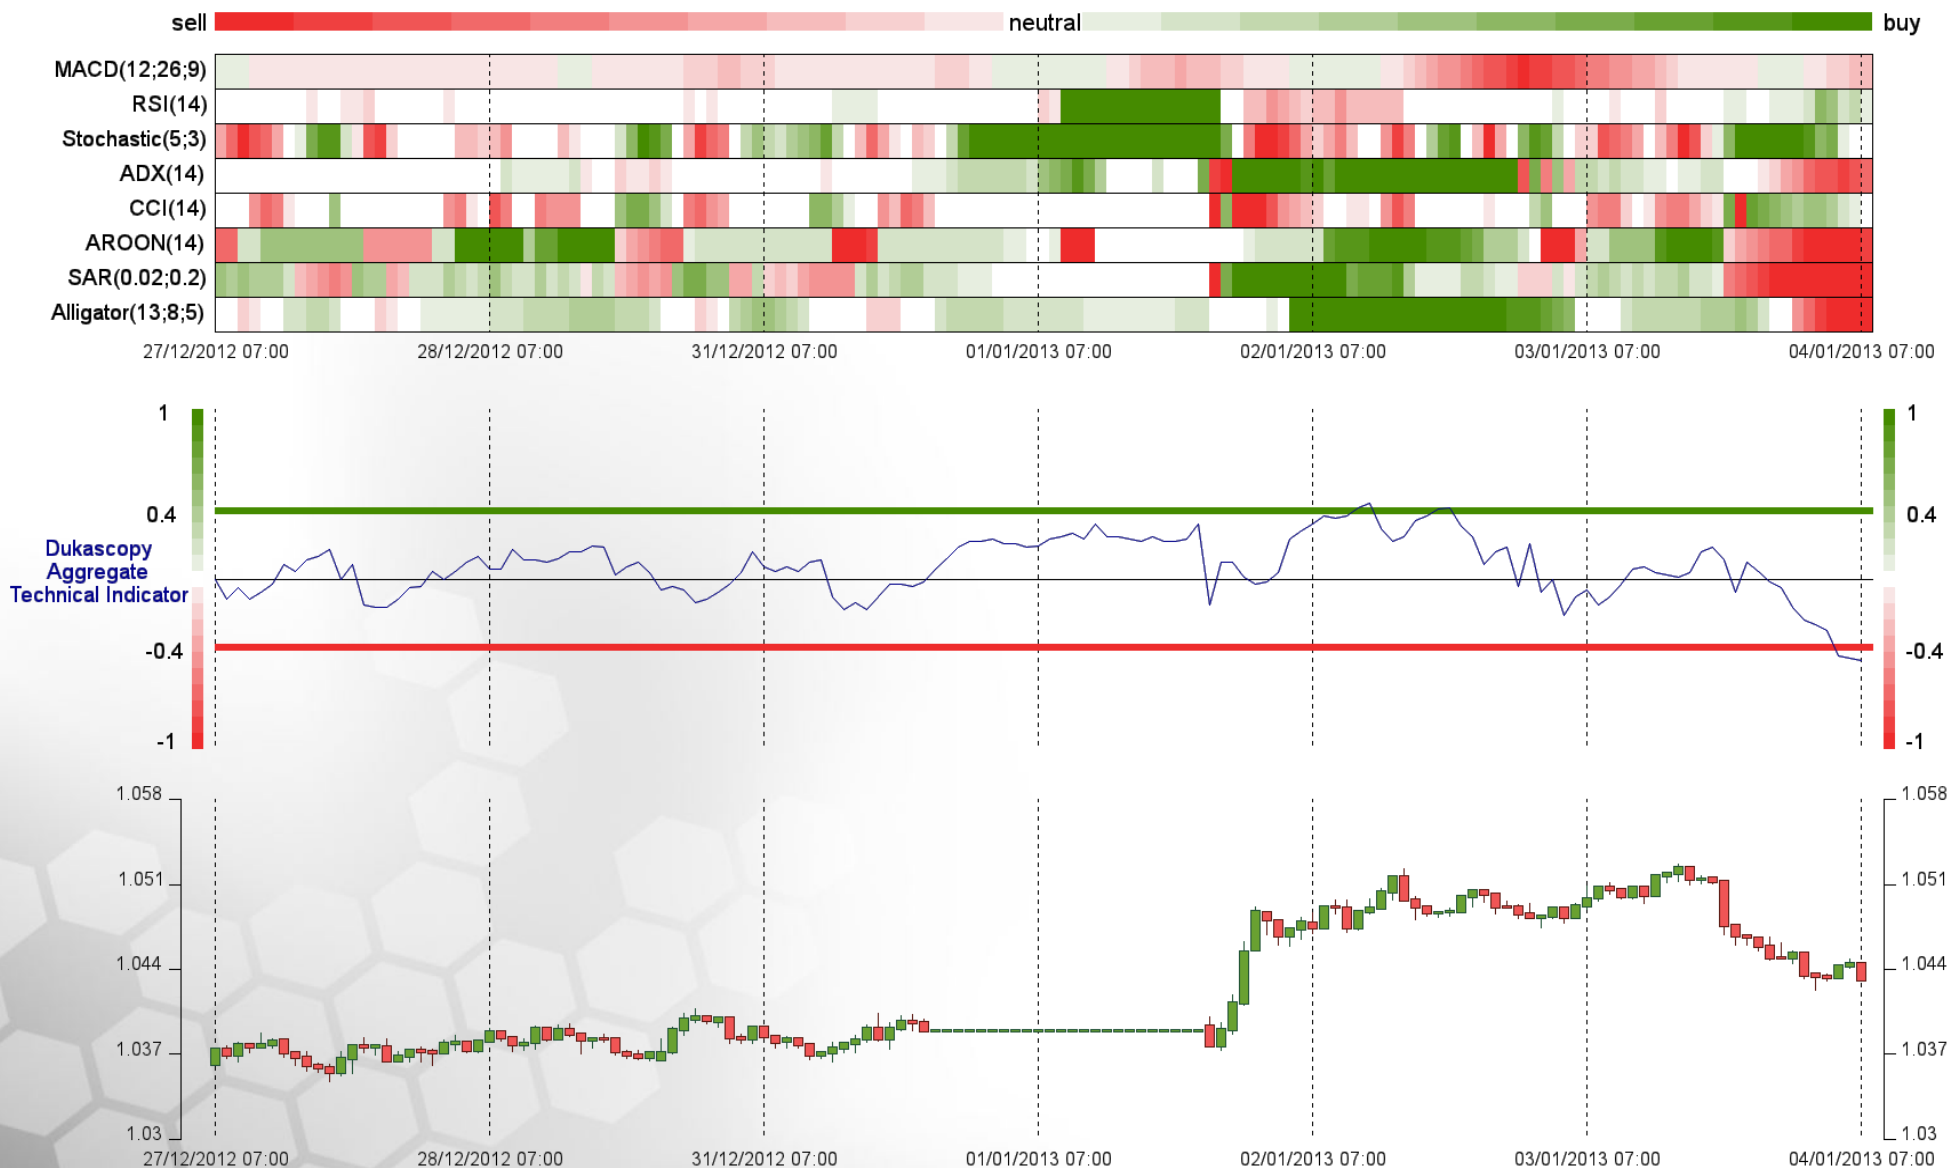 sell neutral buy
MACD(12;26;9)
RSI(14)
Stochastic(5;3)
ADX(14)
CCI(14)
AROON(14)
SAR(0.02;0.2)
Alligator(13;8;5)
27/12/2012 07:00 28/12/2012 07:00 31/12/2012 07:00 01/01/2013 07:00 02/01/2013 07:00 03/01/2013 07:00 04/01/2013 07:00
1 1
0.4 0.4
Dukascopy
Aggregate
Technical Indicator
-0.4 -0.4
-1 -1
1.058 1.058
1.051 1.051
1.044 1.044
1.037 1.037
1.03 1.03
27/12/2012 07:00 28/12/2012 07:00 31/12/2012 07:00 01/01/2013 07:00 02/01/2013 07:00 03/01/2013 07:00 04/01/2013 07:00